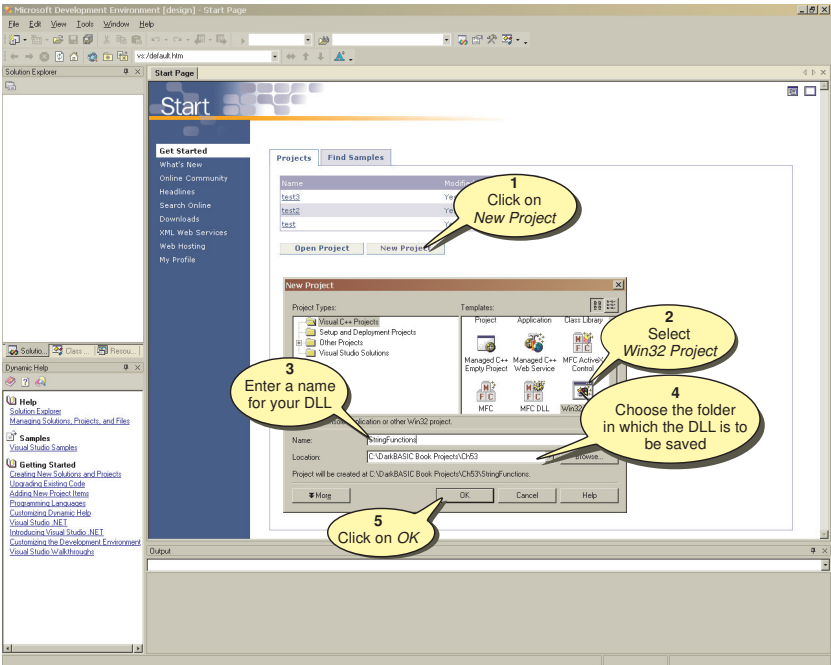 Microsoft Development Environment [design] - Start Page
File Edit View Tools Window Help
vs:/default.htm
Solution Explorer
Start Page
Start
Get Started
What's New
Online Community
Headlines
Search Online
Downloads
XML Web Services
Web Hosting
My Profile
Projects Find Samples
Name
test3
test2
test
Open Project New Project
1
Click on
New Project
New Project
Project Types: Templates:
Visual C++ Projects
Setup and Deployment Projects
Other Projects
Visual Studio Solutions
Project Application Class Library
Managed C++ Empty Project
Managed C++ Web Service
MFC ActiveX Control
MFC MFC DLL Win32
2
Select
Win32 Project
3
Enter a name
for your DLL
4
Choose the folder
in which the DLL is to
be saved
or other Win32 project.
Name: StringFunctions
Location: C:\DarkBASIC Book Projects\Ch53
Browse...
Project will be created at C:\DarkBASIC Book Projects\Ch53\StringFunctions.
More OK Cancel Help
5
Click on OK
Solutio... Class ... Resou...
Dynamic Help
Help
Solution Explorer
Managing Solutions, Projects, and Files
Samples
Visual Studio Samples
Getting Started
Creating New Solutions and Projects
Upgrading Existing Code
Adding New Project Items
Programming Languages
Customizing Dynamic Help
Visual Studio .NET
Introducing Visual Studio .NET
Customizing the Development Environment
Visual Studio Walkthroughs
Output